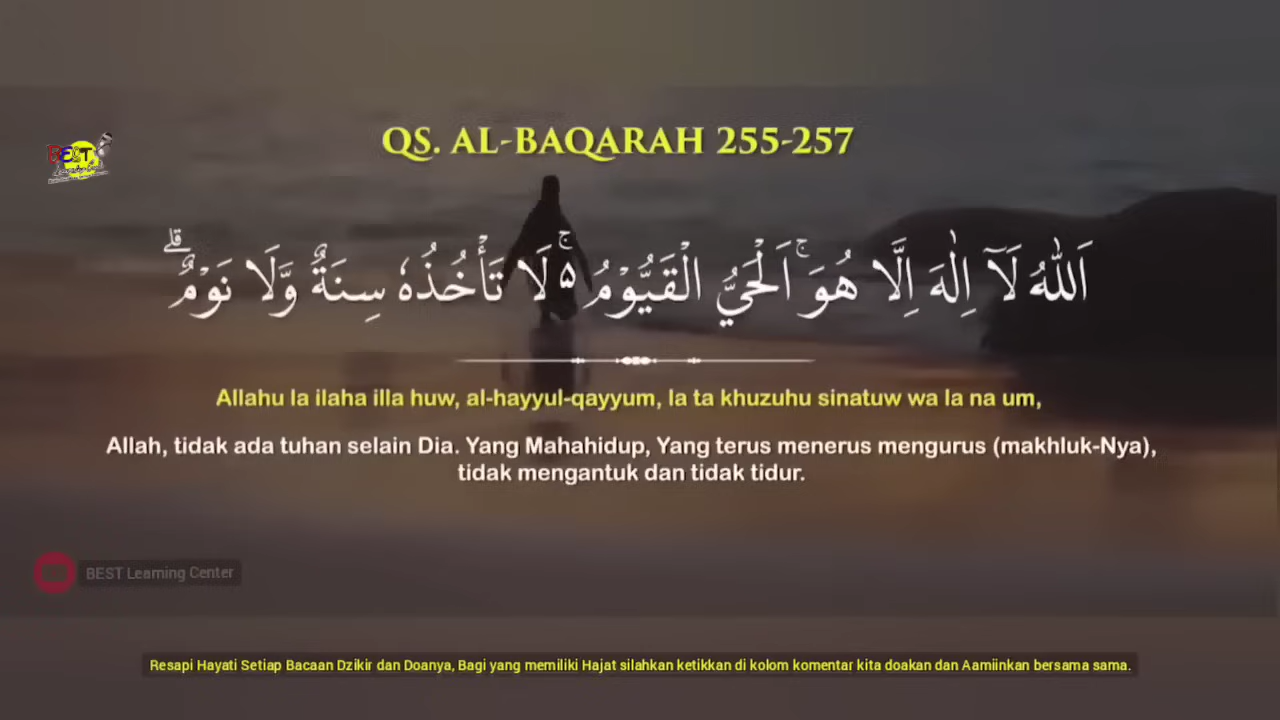 BEST
QS. AL-BAQARAH 255-257
اَللّٰهُ لَآ اِلٰهَ اِلَّا هُوَۚ اَلْحَيُّ الْقَيُّوْمُ ەۚ لَا تَأْخُذُهٗ سِنَةٌ وَّلَا نَوْمٌۗ
Allahu la ilaha illa huw, al-hayyul-qayyum, la ta khuzuhu sinatuw wa la na um,
Allah, tidak ada tuhan selain Dia. Yang Mahahidup, Yang terus menerus mengurus (makhluk-Nya),
tidak mengantuk dan tidak tidur.
BEST Learning Center
Resapi Hayati Setiap Bacaan Dzikir dan Doanya, Bagi yang memiliki Hajat silahkan ketikkan di kolom komentar kita doakan dan Aamiinkan bersama sama.